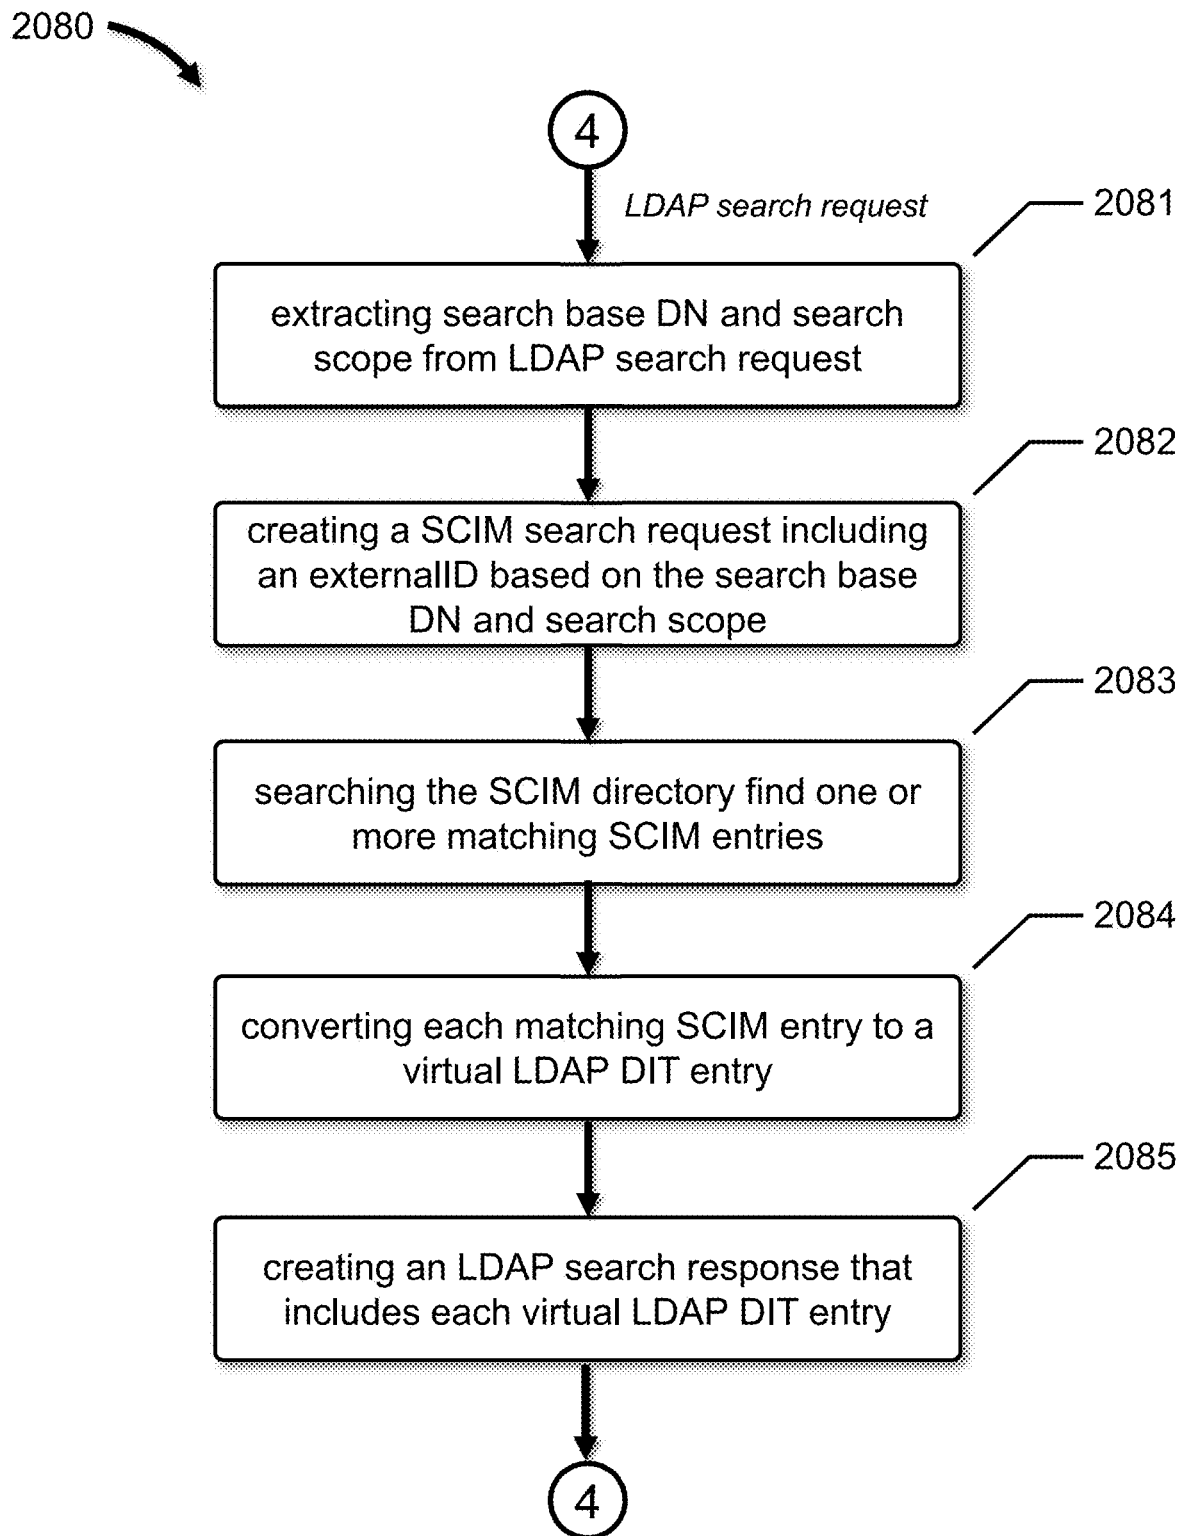 2080
4
LDAP search request
2081
extracting search base DN and search
scope from LDAP search request
2082
creating a SCIM search request including
an externalID based on the search base
DN and search scope
2083
searching the SCIM directory find one or
more matching SCIM entries
2084
converting each matching SCIM entry to a
virtual LDAP DIT entry
2085
creating an LDAP search response that
includes each virtual LDAP DIT entry
4